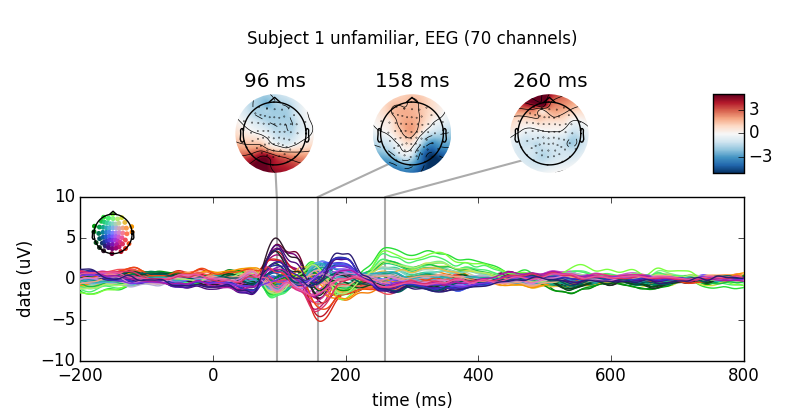 Subject 1 unfamiliar, EEG (70 channels)
96 ms 158 ms 260 ms
3
0
−3
10
5
0
−5
−10
data (uV)
−200 0 200 400 600 800
time (ms)